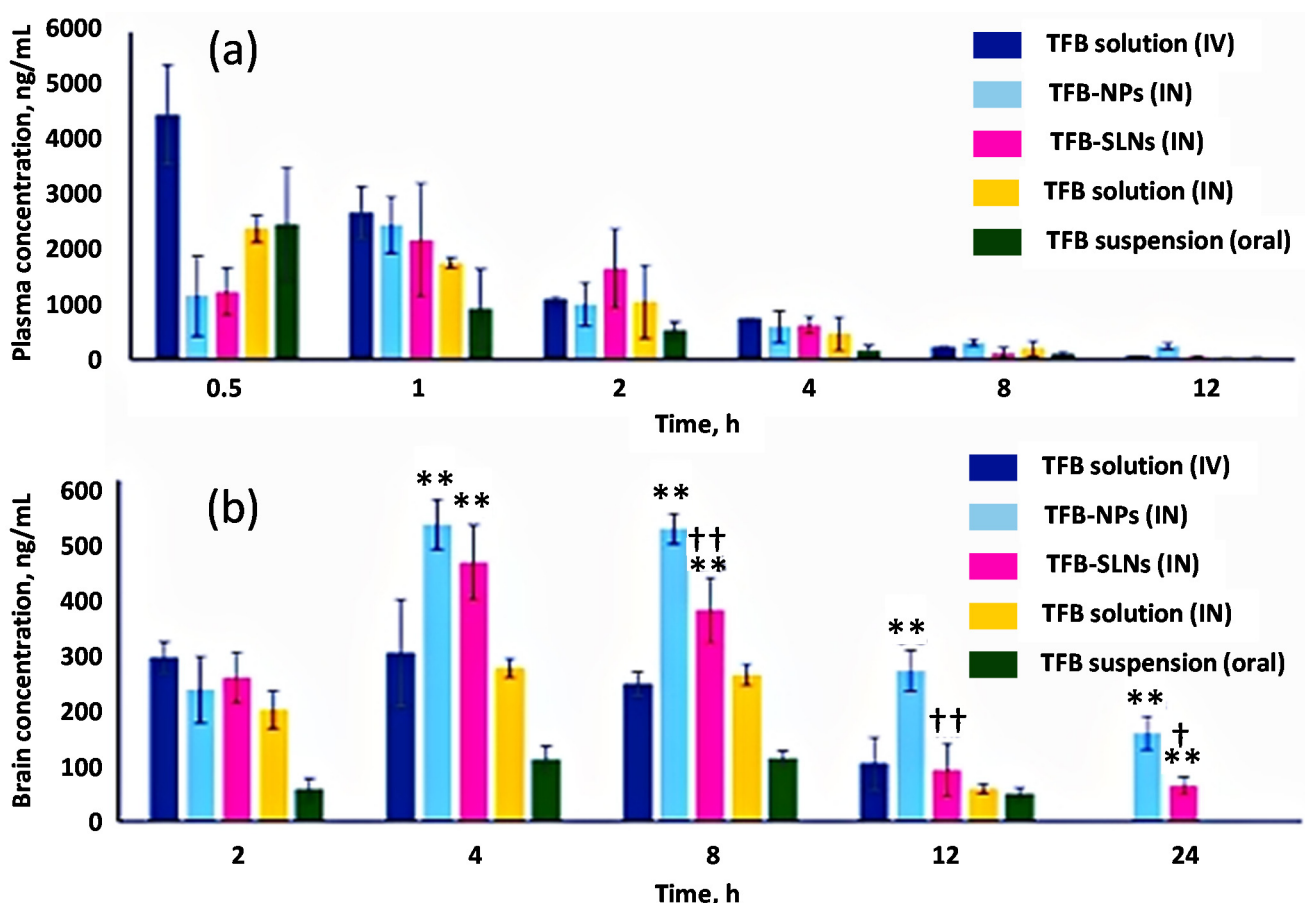 (a)
Plasma concentration, ng/mL
6000
5000
4000
3000
2000
1000
0
TFB solution (IV)
TFB-NPs (IN)
TFB-SLNs (IN)
TFB solution (IN)
TFB suspension (oral)
0.5 1 2 4 8 12
Time, h
(b)
Brain concentration, ng/mL
600
500
400
300
200
100
0
TFB solution (IV)
TFB-NPs (IN)
TFB-SLNs (IN)
TFB solution (IN)
TFB suspension (oral)
**
**
**
††
**
**
††
**
†
**
2 4 8 12 24
Time, h